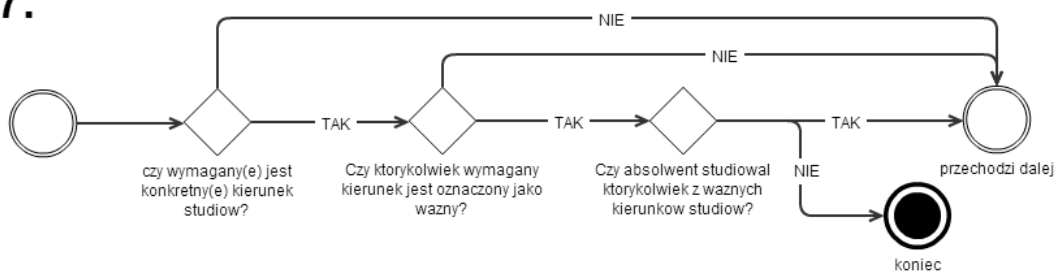 7.
NIE
NIE
TAK
TAK
TAK
NIE
czy wymagany(e) jest
konkretny(e) kierunek
studiow?
Czy ktorykolwiek wymagany
kierunek jest oznaczony jako
wazny?
Czy absolwent studiowal
ktorykolwiek z waznych
kierunkow studiow?
przechodzi dalej
koniec